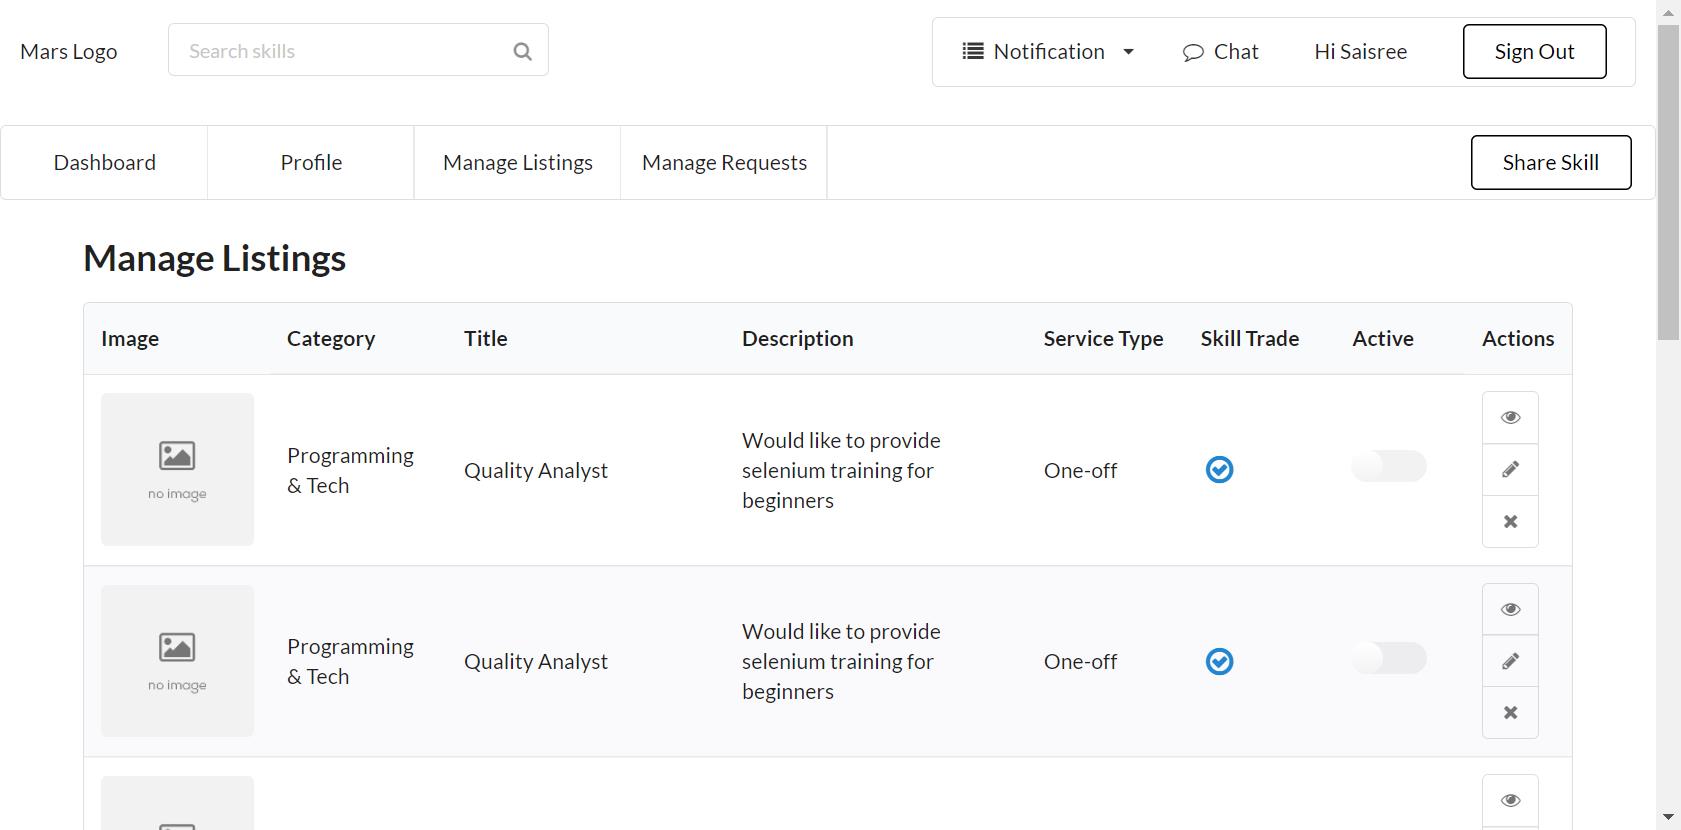 Mars Logo
Search skills
Notification
Chat
Hi Saisree
Sign Out
Dashboard
Profile
Manage Listings
Manage Requests
Share Skill
Manage Listings
Image
Category
Title
Description
Service Type
Skill Trade
Active
Actions
no image
Programming
& Tech
Quality Analyst
Would like to provide
selenium training for
beginners
One-off
no image
Programming
& Tech
Quality Analyst
Would like to provide
selenium training for
beginners
One-off